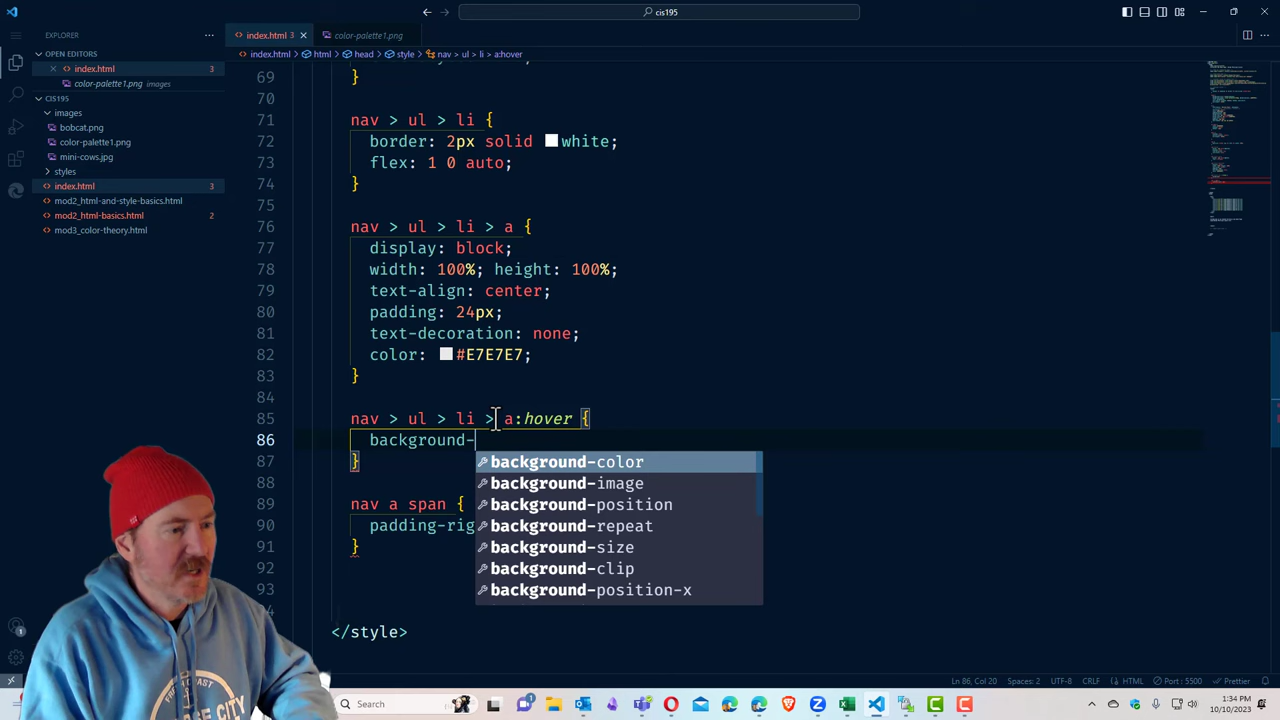 cis195
EXPLORER
index.html 3
color-palette1.png
OPEN EDITORS
index.html > html > head > style > nav > ul > li > a:hover
index.html 3
color-palette1.png images
CIS195
images
bobcat.png
color-palette1.png
mini-cows.jpg
styles
index.html 3
mod2_html-and-style-basics.html
mod2_html-basics.html 2
mod3_color-theory.html
69 }
70
71 nav > ul > li {
72 border: 2px solid white;
73 flex: 1 0 auto;
74 }
75
76 nav > ul > li > a {
77 display: block;
78 width: 100%; height: 100%;
79 text-align: center;
80 padding: 24px;
81 text-decoration: none;
82 color: #E7E7E7;
83 }
84
85 nav > ul > li > a:hover {
86 background-
87 }
background-color
88
background-image
89 nav a span {
background-position
90 padding-rig
background-repeat
91 }
background-size
92
background-clip
93
background-position-x
</style>
Ln 86, Col 20 Spaces: 2 UTF-8 CRLF HTML Port : 5500 Prettier
Search
1:34 PM
10/10/2023